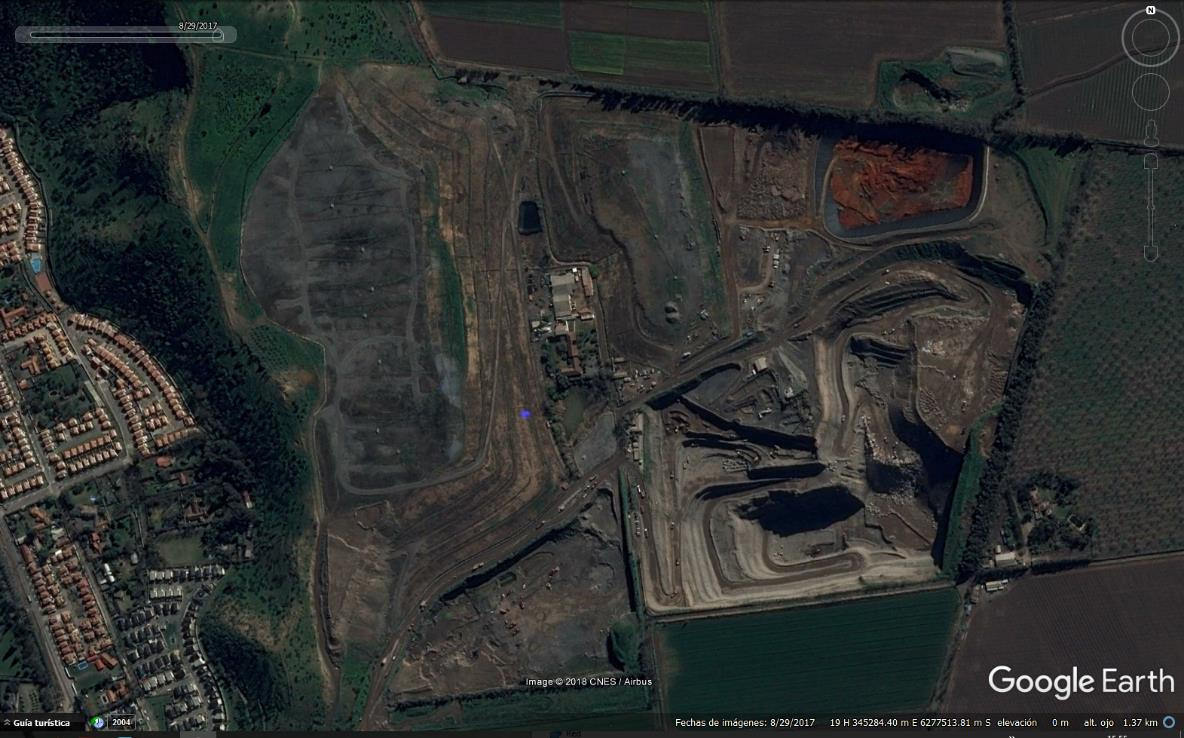 8/29/2017
N
Image © 2018 CNES / Airbus
Google Earth
Guía turística
2004
Fechas de imágenes: 8/29/2017 19 H 345284.40 m E 6277513.81 m S elevación 0 m alt. ojo 1.37 km